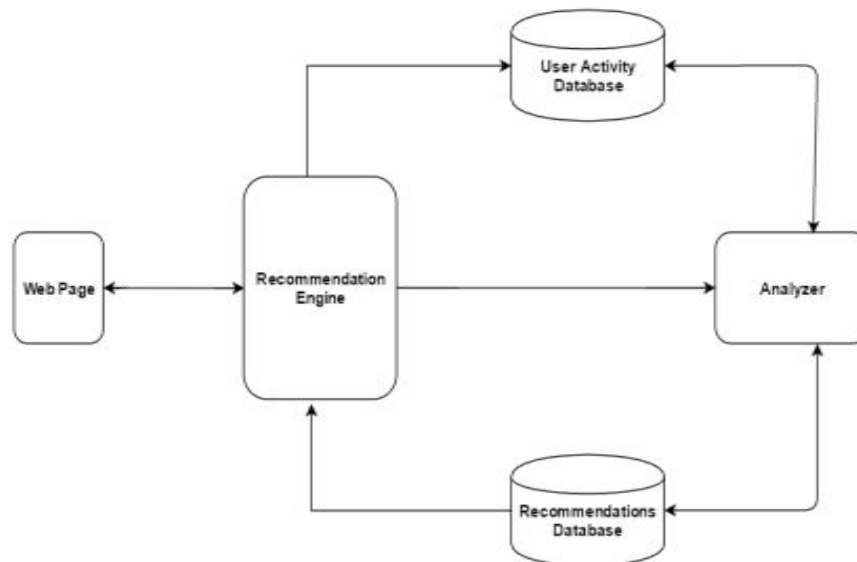 User Activity
Database
Web Page
Recommendation
Engine
Analyzer
Recommendations
Database